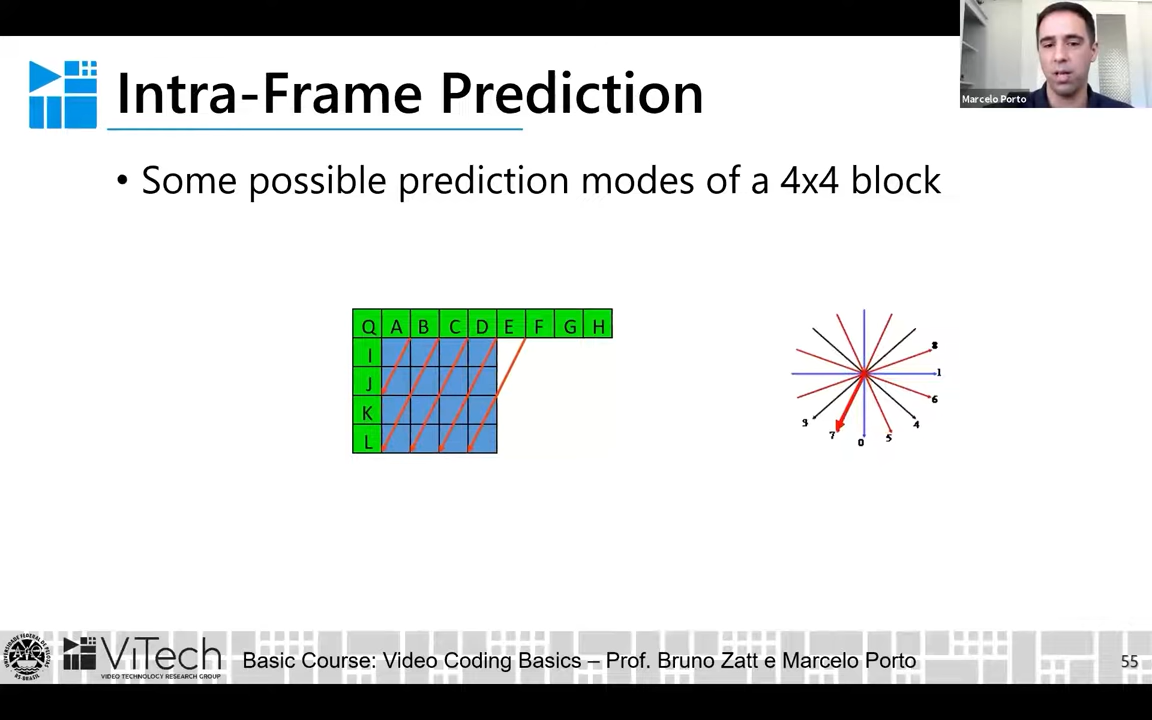 Marcelo Porto
Intra-Frame Prediction
• Some possible prediction modes of a 4x4 block
Q A B C D E F G H
I
J
K
L
8
1
6
4
5
0
7
3
ViTech
VIDEO TECHNOLOGY RESEARCH GROUP
Basic Course: Video Coding Basics – Prof. Bruno Zatt e Marcelo Porto
55